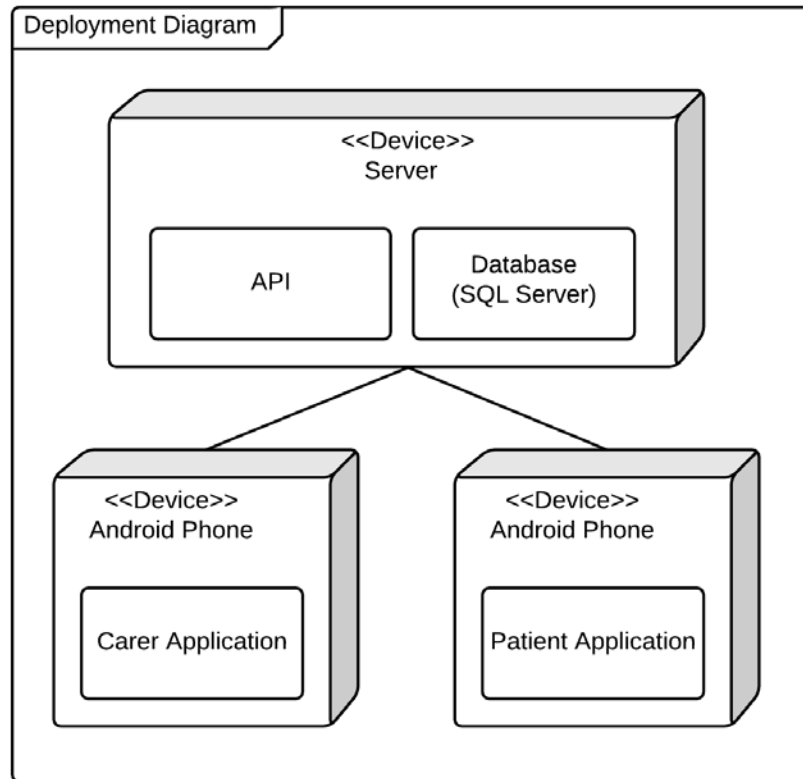 Deployment Diagram
<<Device>>
Server
API
Database
(SQL Server)
<<Device>>
Android Phone
Carer Application
<<Device>>
Android Phone
Patient Application